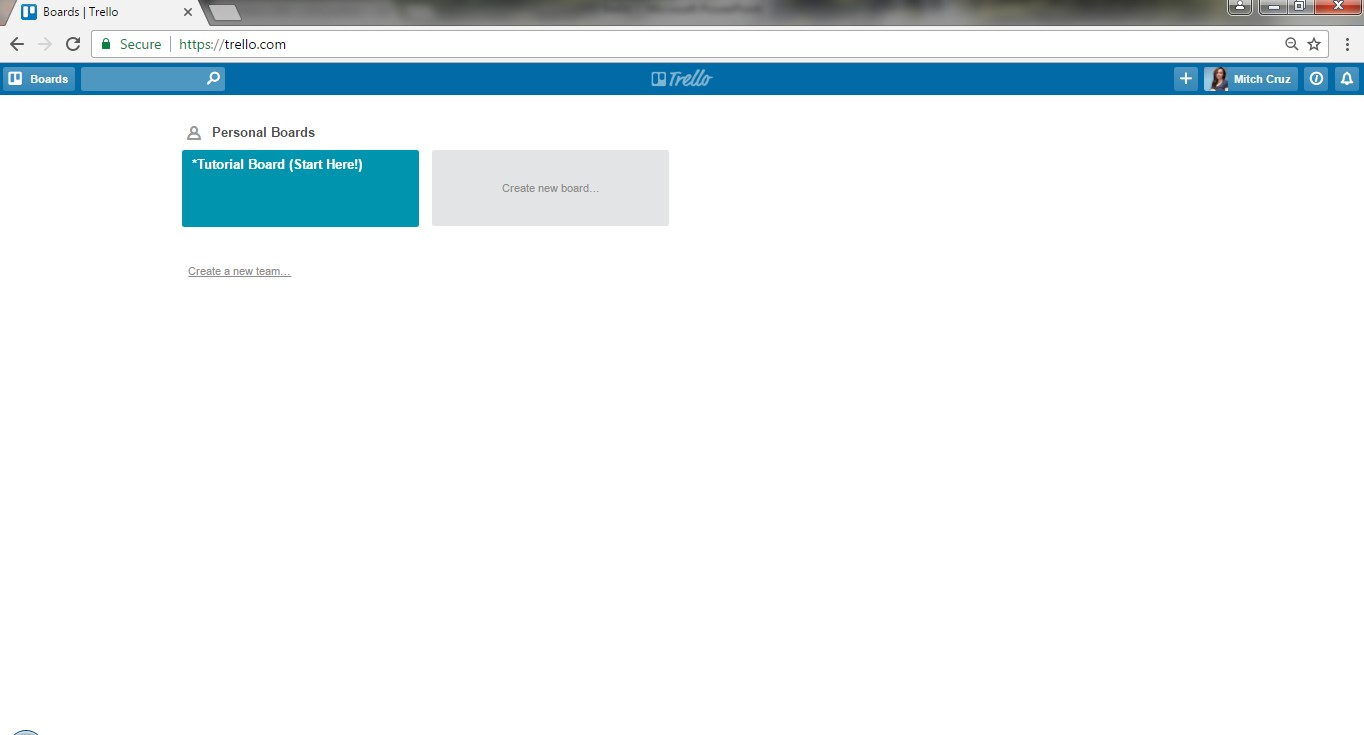 Boards | Trello
Secure https://trello.com
Boards
Trello
Mitch Cruz
Personal Boards
*Tutorial Board (Start Here!)
Create new board…
Create a new team…